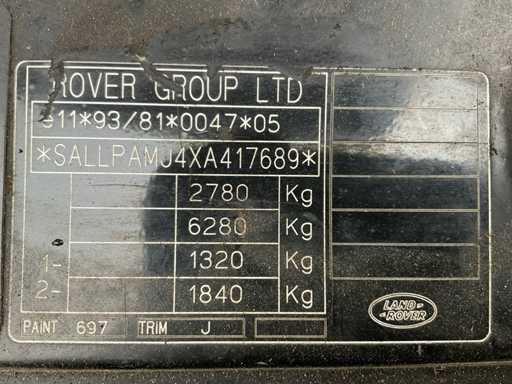 ROVER GROUP LTD
e11*93/81*0047*05
*SALLPAMJ4XA417689*
2780 Kg
6280 Kg
1- 1320 Kg
2- 1840 Kg
PAINT 697 TRIM J
LAND-
-ROVER